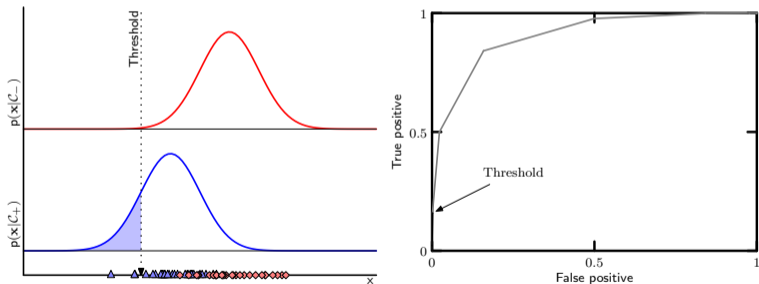 p(x|C₋)
Threshold
p(x|C₊)
x
True positive
1
0.5
0
Threshold
0
0.5
1
False positive